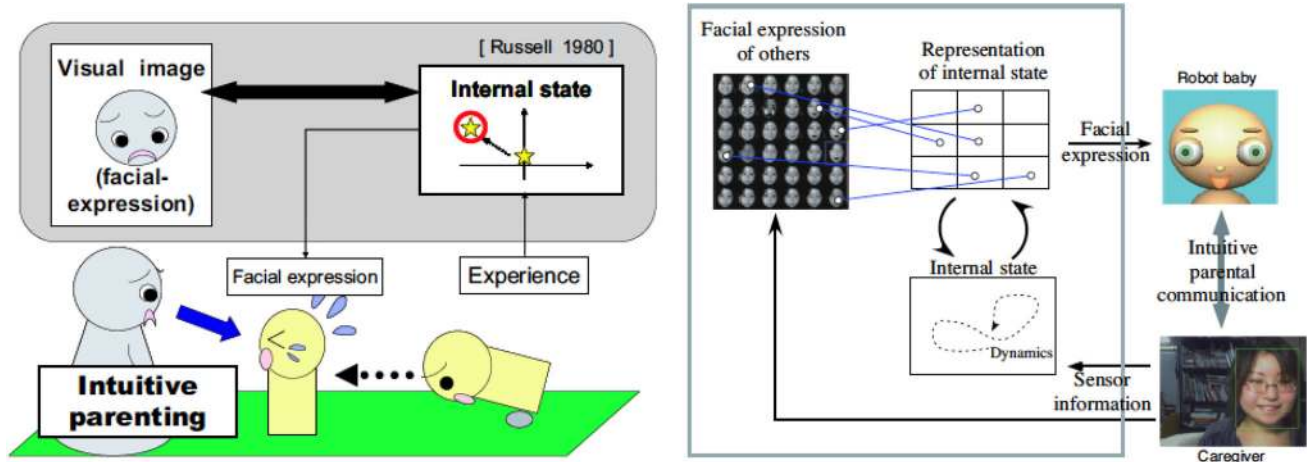 [ Russell 1980 ]
Visual image
(facial-
expression)
Internal state
Facial expression
Experience
Intuitive
parenting
Facial expression
of others
Representation
of internal state
Facial
expression
Robot baby
Internal state
Dynamics
Intuitive
parental
communication
Sensor
information
Caregiver